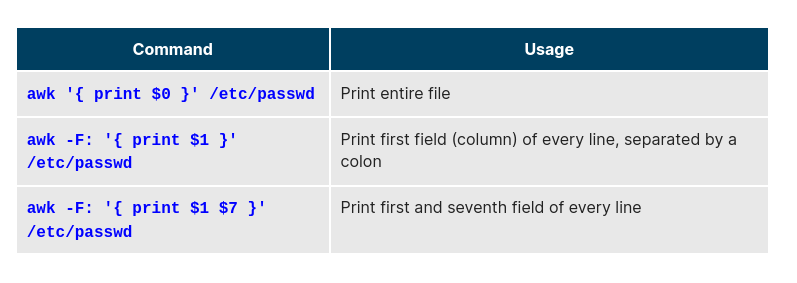 Command Usage
awk '{ print $0 }' /etc/passwd Print entire file
awk -F: '{ print $1 }'
/etc/passwd
Print first field (column) of every line, separated by a
colon
awk -F: '{ print $1 $7 }'
/etc/passwd
Print first and seventh field of every line